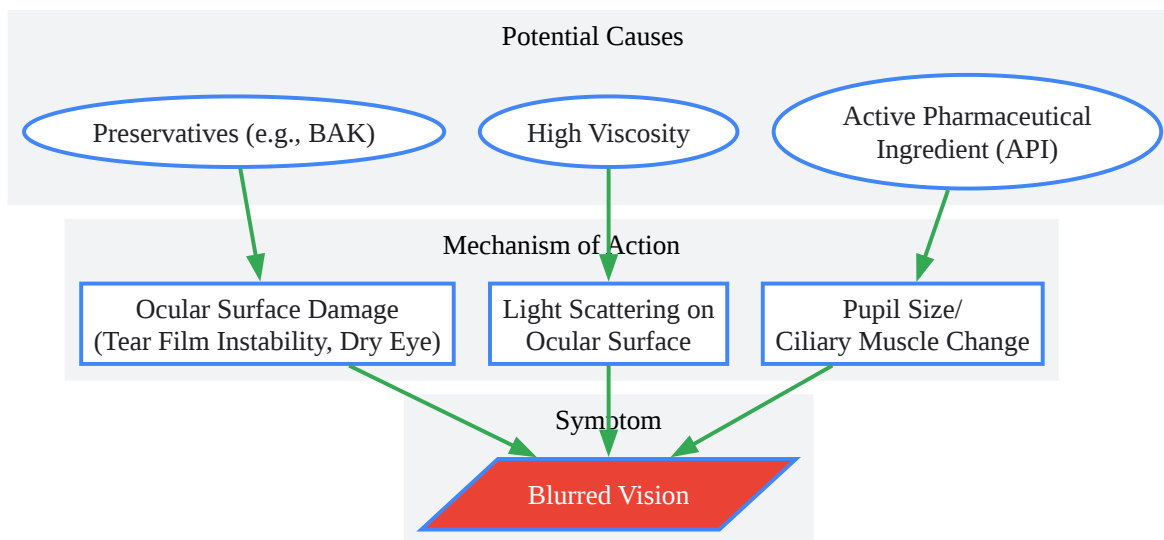 Potential Causes
Preservatives (e.g., BAK)
High Viscosity
Active Pharmaceutical
Ingredient (API)
Mechanism of Action
Ocular Surface Damage
(Tear Film Instability, Dry Eye)
Light Scattering on
Ocular Surface
Pupil Size/
Ciliary Muscle Change
Symptom
Blurred Vision